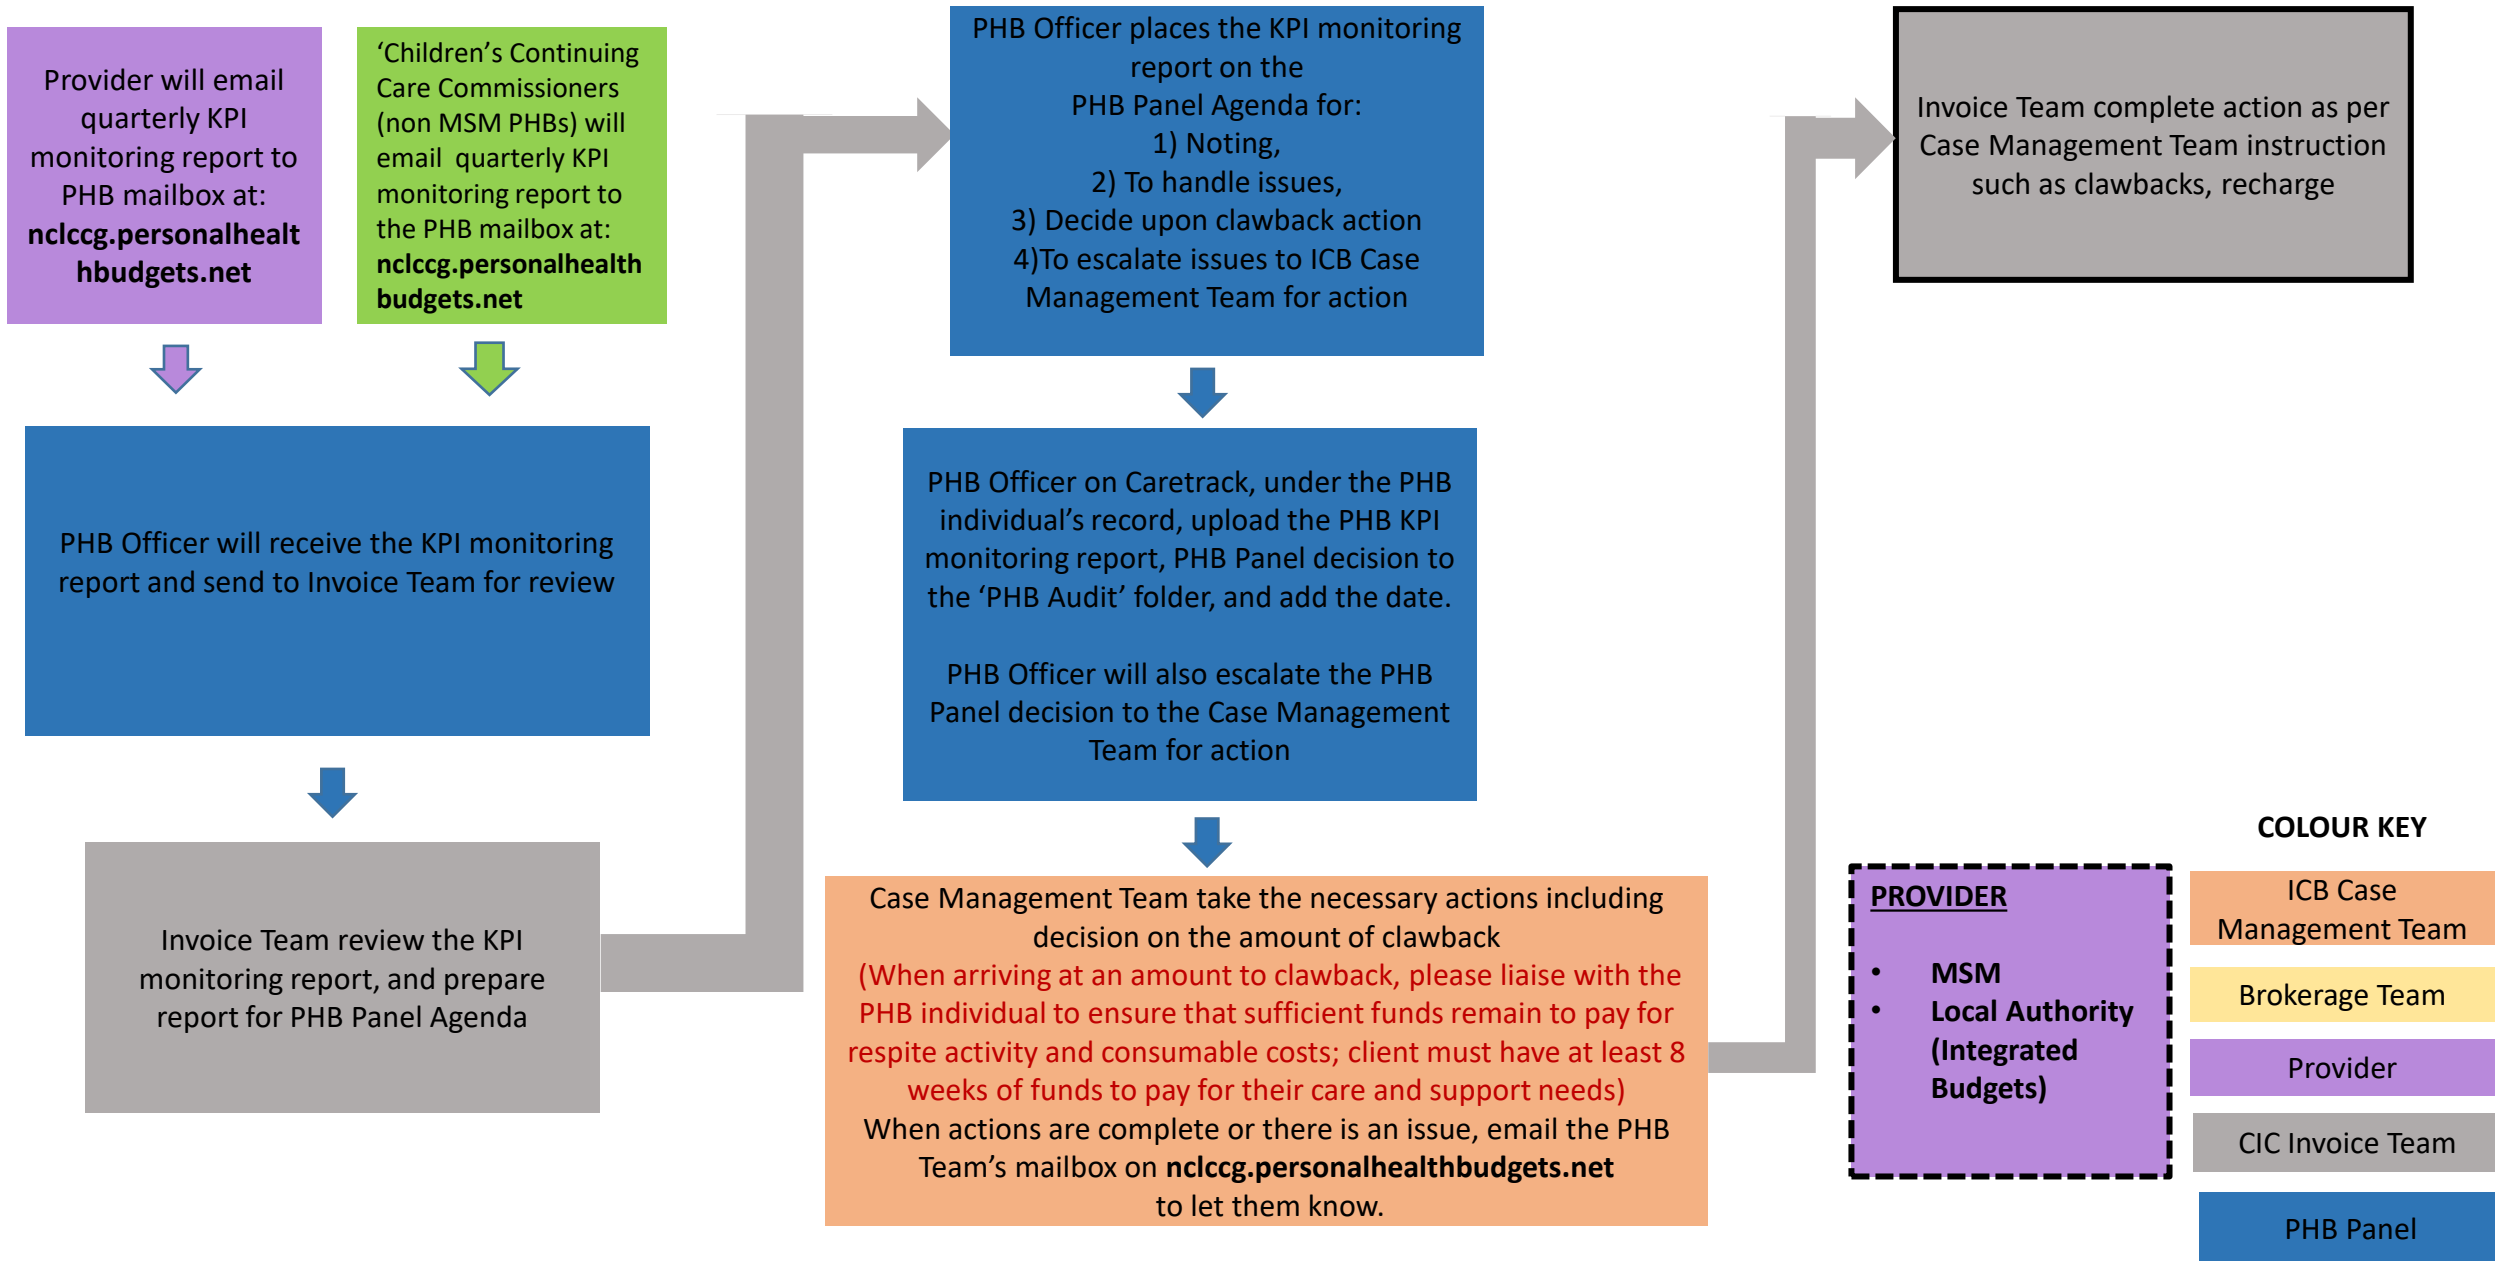 Provider will email
quarterly KPI
monitoring report to
PHB mailbox at:
nclccg.personalhealt
hbudgets.net
‘Children’s Continuing
Care Commissioners
(non MSM PHBs) will
email quarterly KPI
monitoring report to
the PHB mailbox at:
nclccg.personalhealth
budgets.net
PHB Officer will receive the KPI monitoring
report and send to Invoice Team for review
Invoice Team review the KPI
monitoring report, and prepare
report for PHB Panel Agenda
PHB Officer places the KPI monitoring
report on the
PHB Panel Agenda for:
1) Noting,
2) To handle issues,
3) Decide upon clawback action
4)To escalate issues to ICB Case
Management Team for action
PHB Officer on Caretrack, under the PHB
individual’s record, upload the PHB KPI
monitoring report, PHB Panel decision to
the ‘PHB Audit’ folder, and add the date.
PHB Officer will also escalate the PHB
Panel decision to the Case Management
Team for action
Case Management Team take the necessary actions including
decision on the amount of clawback
(When arriving at an amount to clawback, please liaise with the
PHB individual to ensure that sufficient funds remain to pay for
respite activity and consumable costs; client must have at least 8
weeks of funds to pay for their care and support needs)
When actions are complete or there is an issue, email the PHB
Team’s mailbox on nclccg.personalhealthbudgets.net
to let them know.
Invoice Team complete action as per
Case Management Team instruction
such as clawbacks, recharge
COLOUR KEY
PROVIDER
• MSM
• Local Authority
(Integrated
Budgets)
ICB Case
Management Team
Brokerage Team
Provider
CIC Invoice Team
PHB Panel